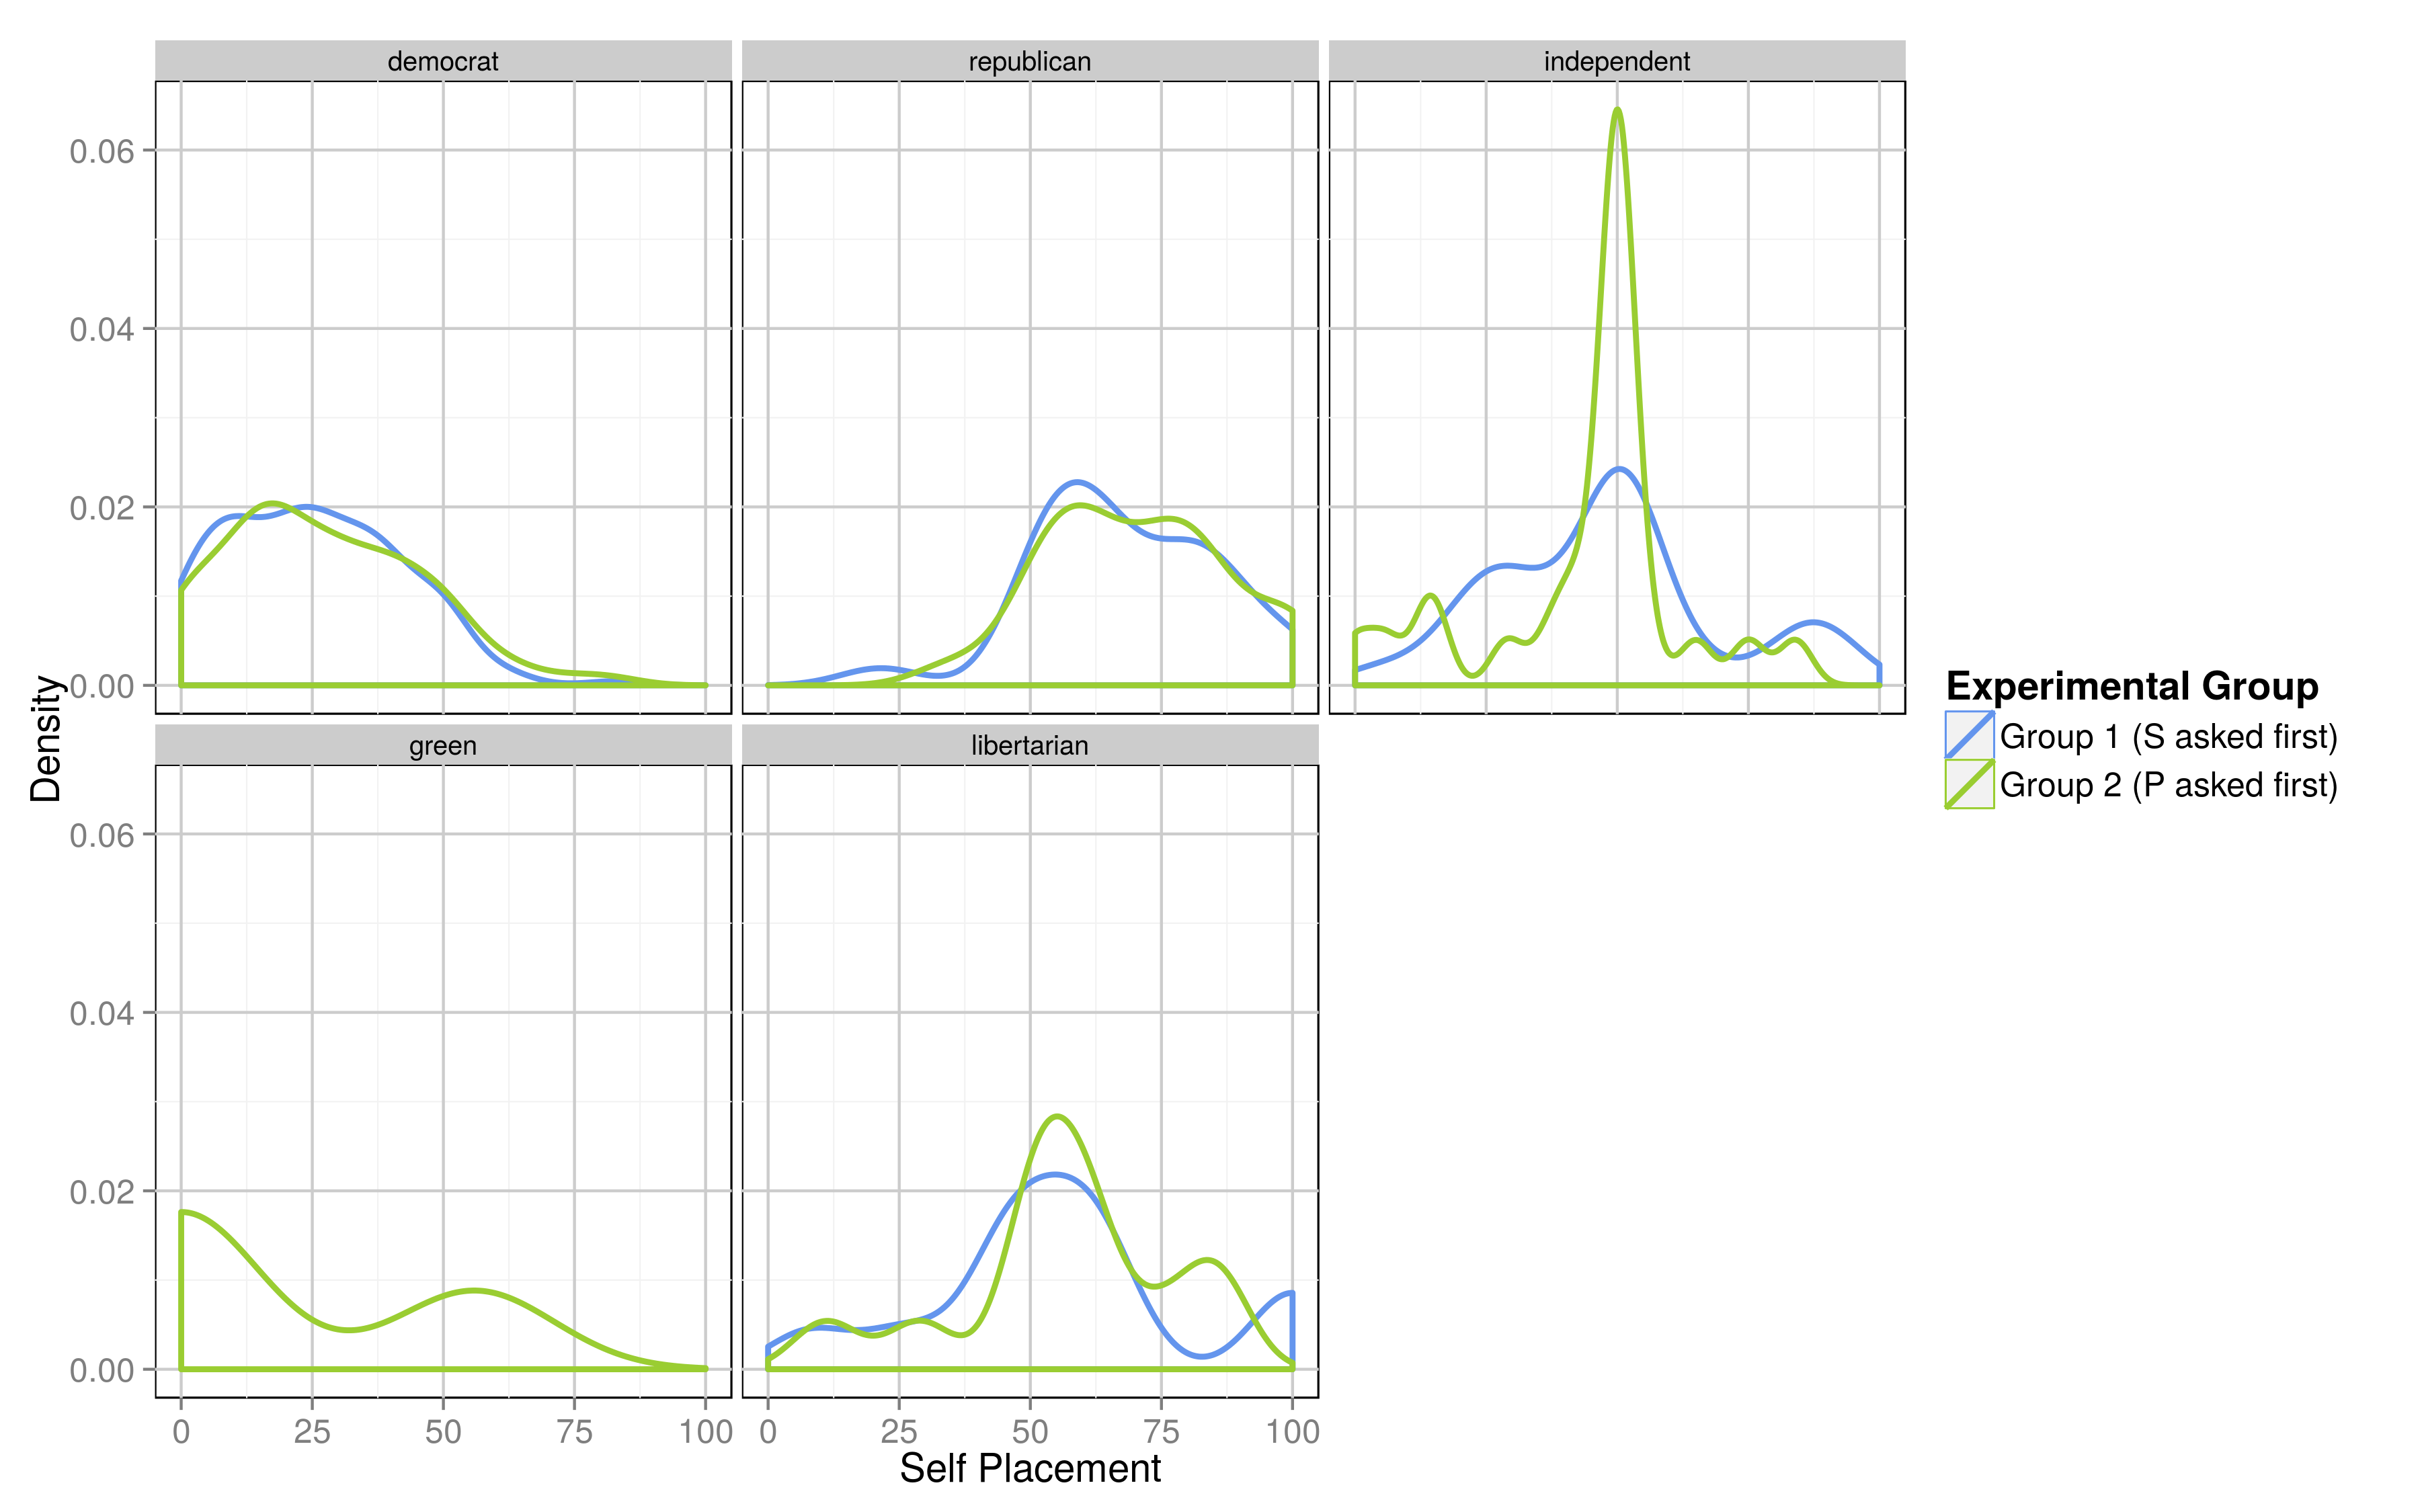 democrat
republican
independent
0.06
0.04
0.02
0.00
Density
green
libertarian
0.06
0.04
0.02
0.00
0 25 50 75 100 0 25 50 75 100
Self Placement
Experimental Group
Group 1 (S asked first)
Group 2 (P asked first)